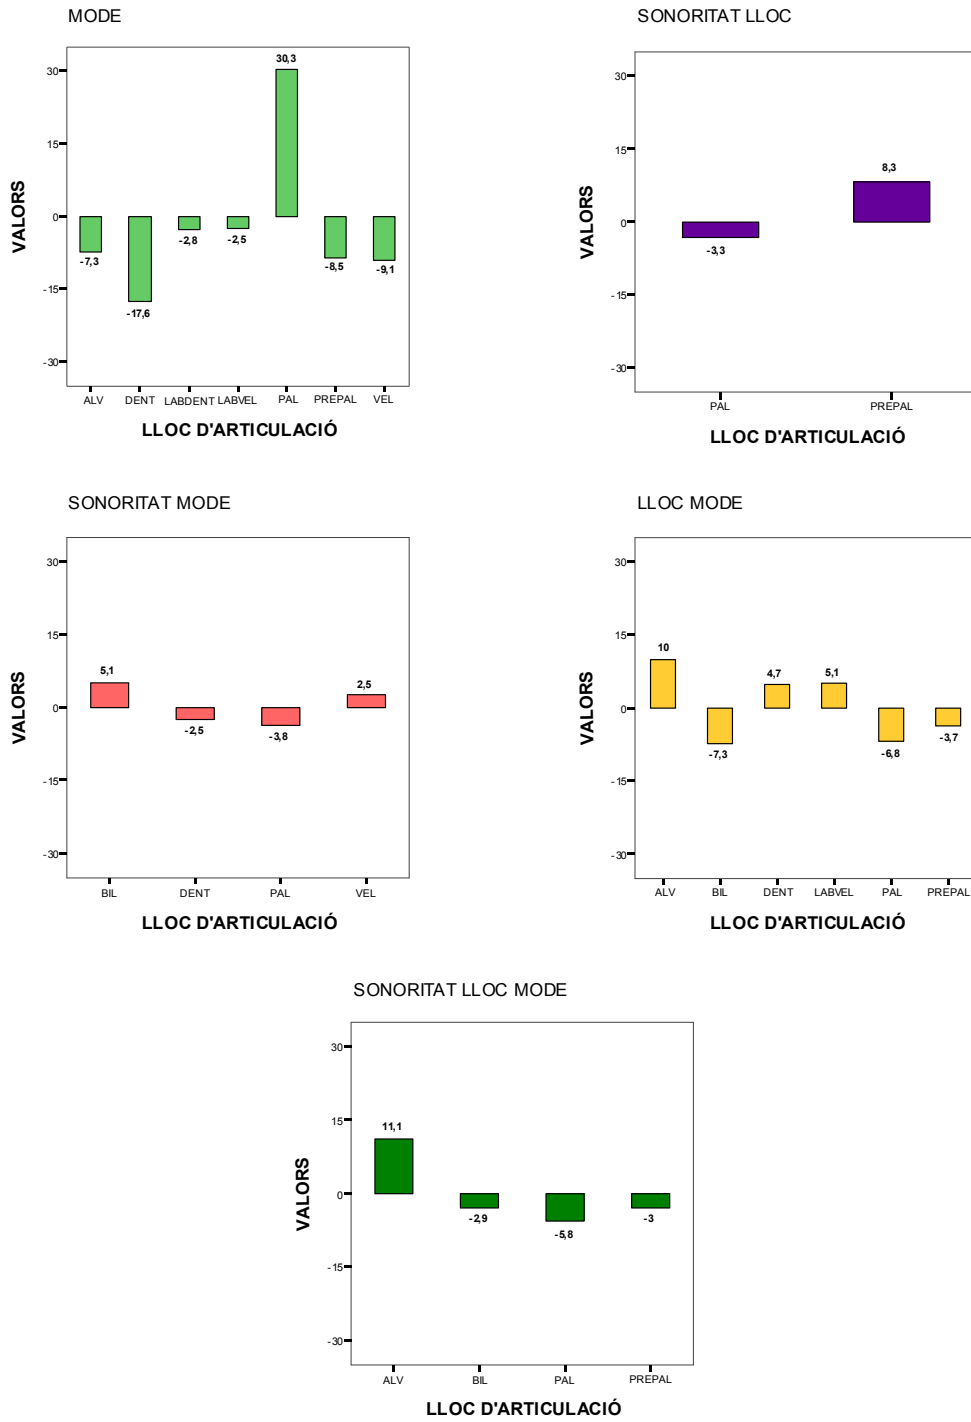 MODE
30,3
30
15
0
-15
-30
-7,3
-17,6
-2,8
-2,5
-8,5
-9,1
VALORS
ALV DENT LABDENT LABVEL PAL PREPAL VEL
LLOC D'ARTICULACIÓ
SONORITAT LLOC
30
15
0
-15
-30
8,3
-3,3
VALORS
PAL PREPAL
LLOC D'ARTICULACIÓ
SONORITAT MODE
30
15
0
-15
-30
5,1
2,5
-2,5
-3,8
VALORS
BIL DENT PAL VEL
LLOC D'ARTICULACIÓ
LLOC MODE
30
15
0
-15
-30
10
4,7
5,1
-7,3
-6,8
-3,7
VALORS
ALV BIL DENT LABVEL PAL PREPAL
LLOC D'ARTICULACIÓ
SONORITAT LLOC MODE
30
15
0
-15
-30
11,1
-2,9
-5,8
-3
VALORS
ALV BIL PAL PREPAL
LLOC D'ARTICULACIÓ